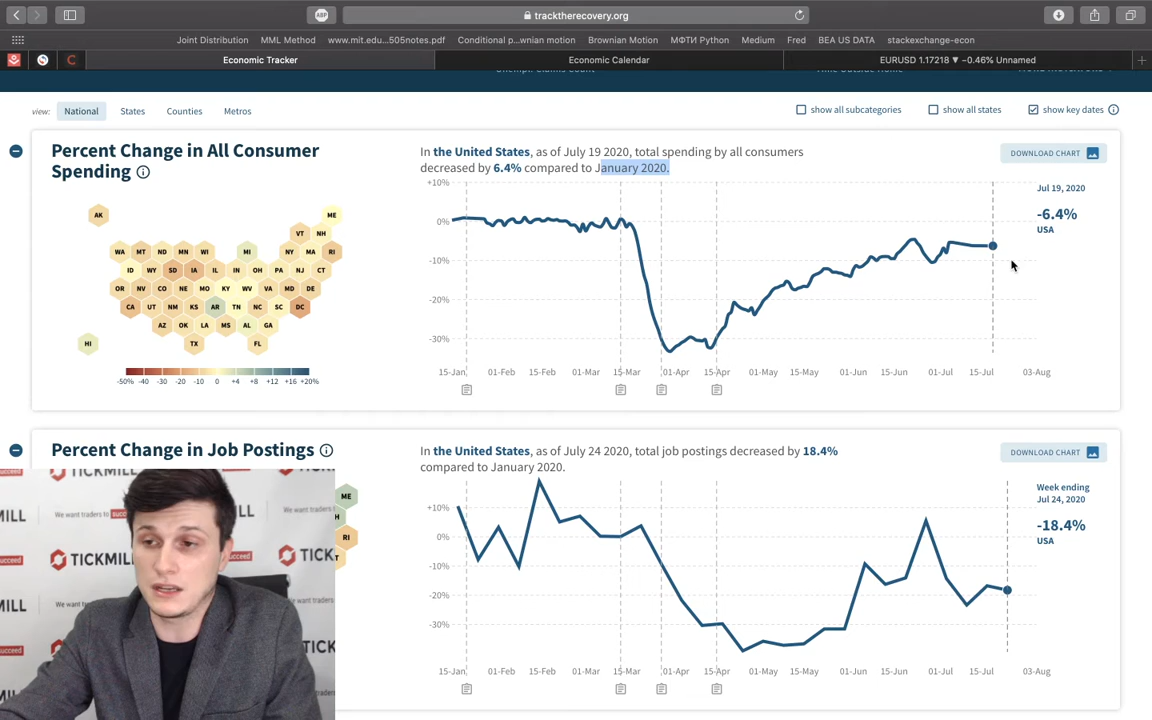 ABP
tracktherecovery.org
Joint Distribution MML Method www.mit.edu...505notes.pdf Conditional p...wnian motion Brownian Motion МФТИ Python Medium Fred BEA US DATA stackexchange-econ
Economic Tracker Economic Calendar EURUSD 1.17218 ▼ −0.46% Unnamed
view: National States Counties Metros show all subcategories show all states show key dates
Percent Change in All Consumer
Spending
In the United States, as of July 19 2020, total spending by all consumers
decreased by 6.4% compared to January 2020.
DOWNLOAD CHART
+10%
0%
-10%
-20%
-30%
Jul 19, 2020
-6.4%
USA
15-Jan 01-Feb 15-Feb 01-Mar 15-Mar 01-Apr 15-Apr 01-May 15-May 01-Jun 15-Jun 01-Jul 15-Jul 03-Aug
AK ME
VT NH
WA MT ND MN WI MI NY MA RI
ID WY SD IA IL IN OH PA NJ CT
OR NV CO NE MO KY WV VA MD DE
CA UT NM KS AR TN NC SC DC
AZ OK LA MS AL GA
HI TX FL
-50% -40 -30 -20 -10 0 +4 +8 +12 +16 +20%
Percent Change in Job Postings
In the United States, as of July 24 2020, total job postings decreased by 18.4%
compared to January 2020.
DOWNLOAD CHART
+10%
0%
-10%
-20%
-30%
Week ending
Jul 24, 2020
-18.4%
USA
15-Jan 01-Feb 15-Feb 01-Mar 15-Mar 01-Apr 15-Apr 01-May 15-May 01-Jun 15-Jun 01-Jul 15-Jul 03-Aug
ME
H
RI
T
TICKMILL
We want traders to succeed
TICKMILL
We want traders
succeed
TICK